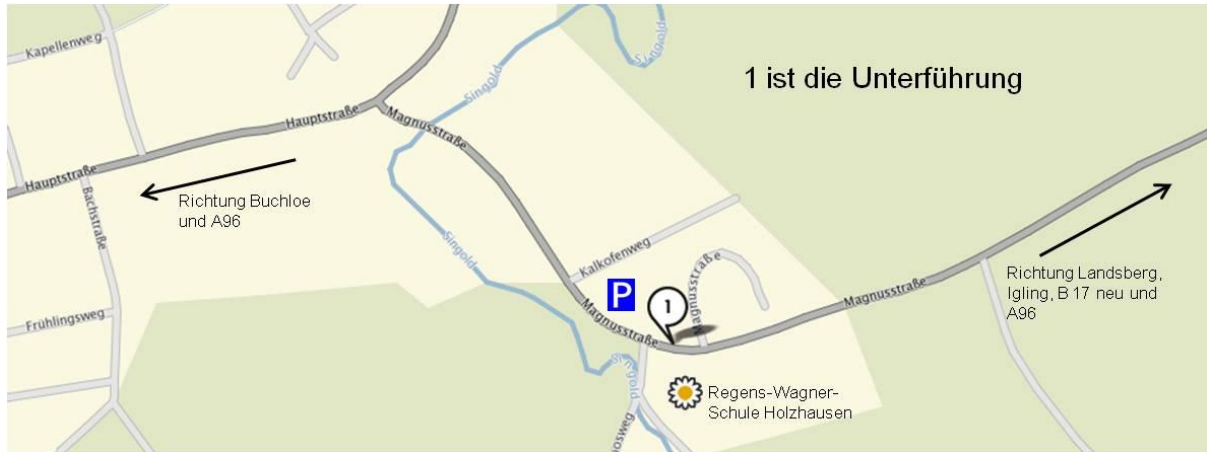 Kapellenweg
Hauptstraße
Hauptstraße
Bachstraße
Frühlingsweg
Richtung Buchloe
und A96
Magnusstraße
Singold
Singold
Singold
Singold
1 ist die Unterführung
Kalkofenweg
P
Magnusstraße
1
Magnusstraße
Magnusstraße
Richtung Landsberg,
Igling, B 17 neu und
A96
Regens-Wagner-
Schule Holzhausen